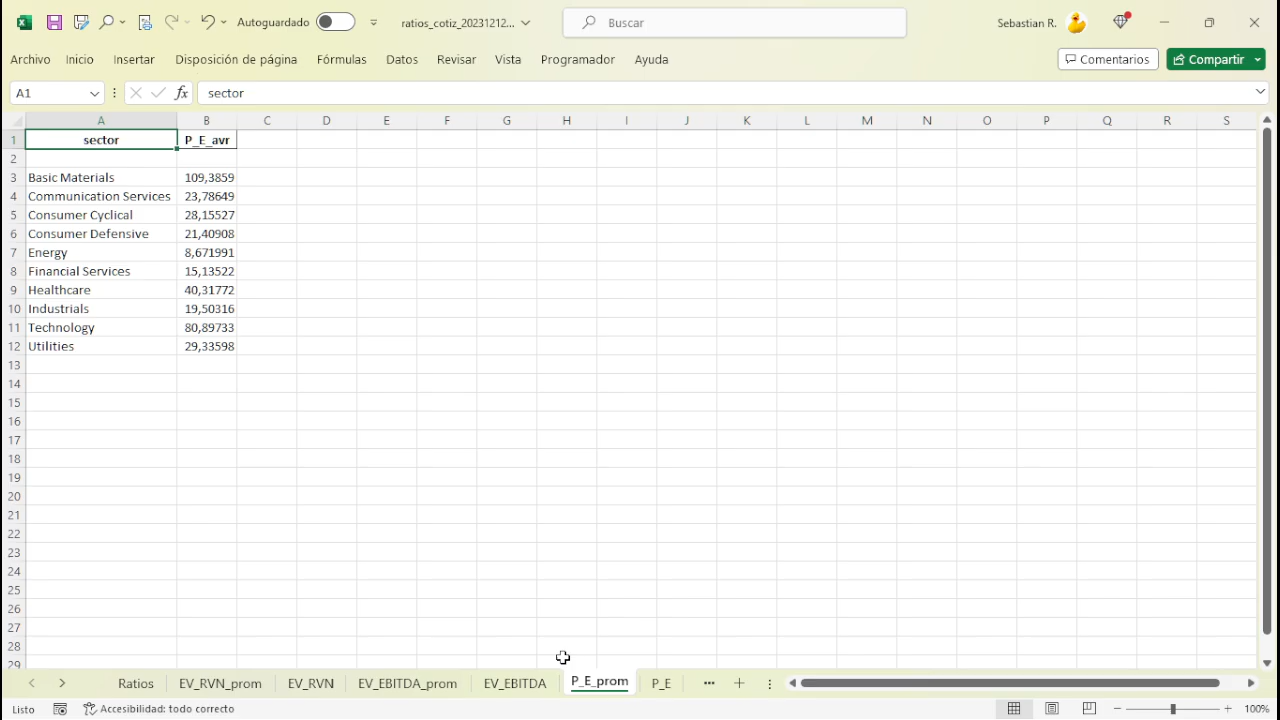 Autoguardado
ratios_cotiz_20231212...
Buscar
Sebastian R.
Archivo Inicio Insertar Disposición de página Fórmulas Datos Revisar Vista Programador Ayuda Comentarios Compartir
A1 fx sector
A B C D E F G H I J K L M N O P Q R S
1 sector P_E_avr
2
3 Basic Materials 109,3859
4 Communication Services 23,78649
5 Consumer Cyclical 28,15527
6 Consumer Defensive 21,40908
7 Energy 8,671991
8 Financial Services 15,13522
9 Healthcare 40,31772
10 Industrials 19,50316
11 Technology 80,89733
12 Utilities 29,33598
13
14
15
16
17
18
19
20
21
22
23
24
25
26
27
28
29
Ratios EV_RVN_prom EV_RVN EV_EBITDA_prom EV_EBITDA P_E_prom P_E ...
Listo Accesibilidad: todo correcto 100%